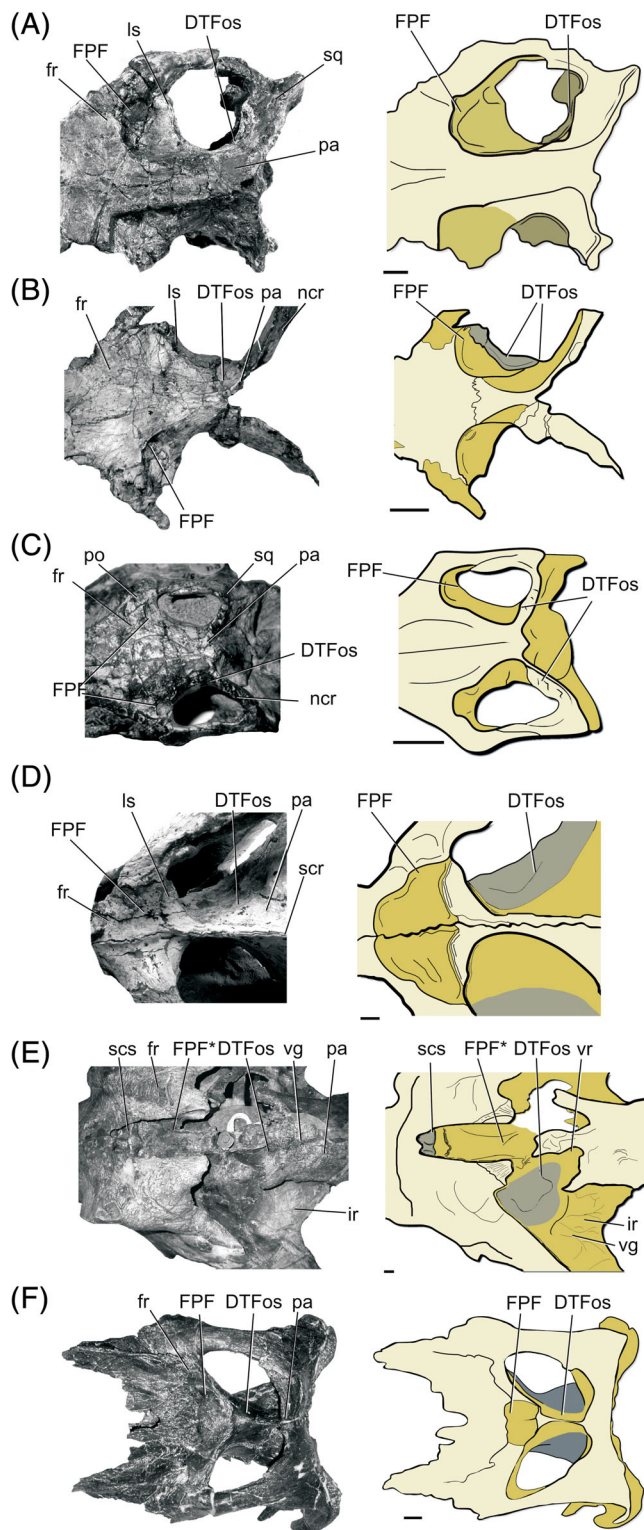 (A)
FPF ls DTFos
fr sq
pa
FPF DTFos
(B)
fr ls DTFos pa ncr
FPF
FPF DTFos
(C)
po sq
fr pa
DTFos
FPF
ncr
FPF
DTFos
(D)
ls DTFos pa
FPF
scr
fr
FPF DTFos
(E)
scs fr FPF* DTFos vg pa
ir
scs FPF* DTFos vr
ir
vg
(F)
fr FPF DTFos pa
FPF DTFos